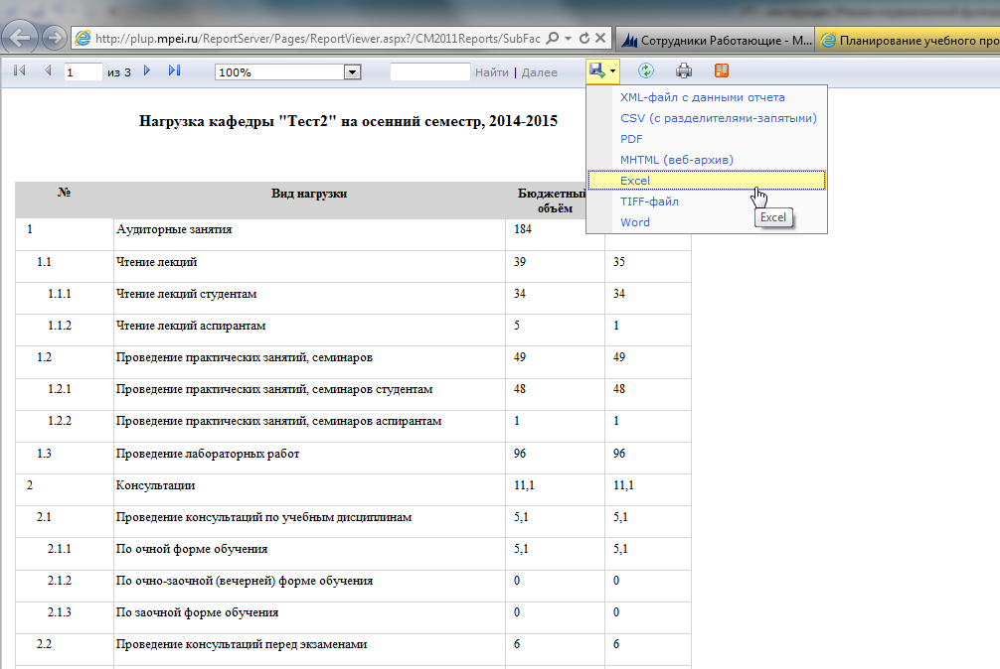 http://plup.mpei.ru/ReportServer/Pages/ReportViewer.aspx?/CM2011Reports/SubFac
Сотрудники Работающие - М...
Планирование учебного про
1 из 3
100%
Найти | Далее
XML-файл с данными отчета
CSV (с разделителями-запятыми)
PDF
MHTML (веб-архив)
Excel
TIFF-файл
Word
Excel
Нагрузка кафедры "Тест2" на осенний семестр, 2014-2015
№ Вид нагрузки Бюджетный объём
1 Аудиторные занятия 184
1.1 Чтение лекций 39 35
1.1.1 Чтение лекций студентам 34 34
1.1.2 Чтение лекций аспирантам 5 1
1.2 Проведение практических занятий, семинаров 49 49
1.2.1 Проведение практических занятий, семинаров студентам 48 48
1.2.2 Проведение практических занятий, семинаров аспирантам 1 1
1.3 Проведение лабораторных работ 96 96
2 Консультации 11,1 11,1
2.1 Проведение консультаций по учебным дисциплинам 5,1 5,1
2.1.1 По очной форме обучения 5,1 5,1
2.1.2 По очно-заочной (вечерней) форме обучения 0 0
2.1.3 По заочной форме обучения 0 0
2.2 Проведение консультаций перед экзаменами 6 6